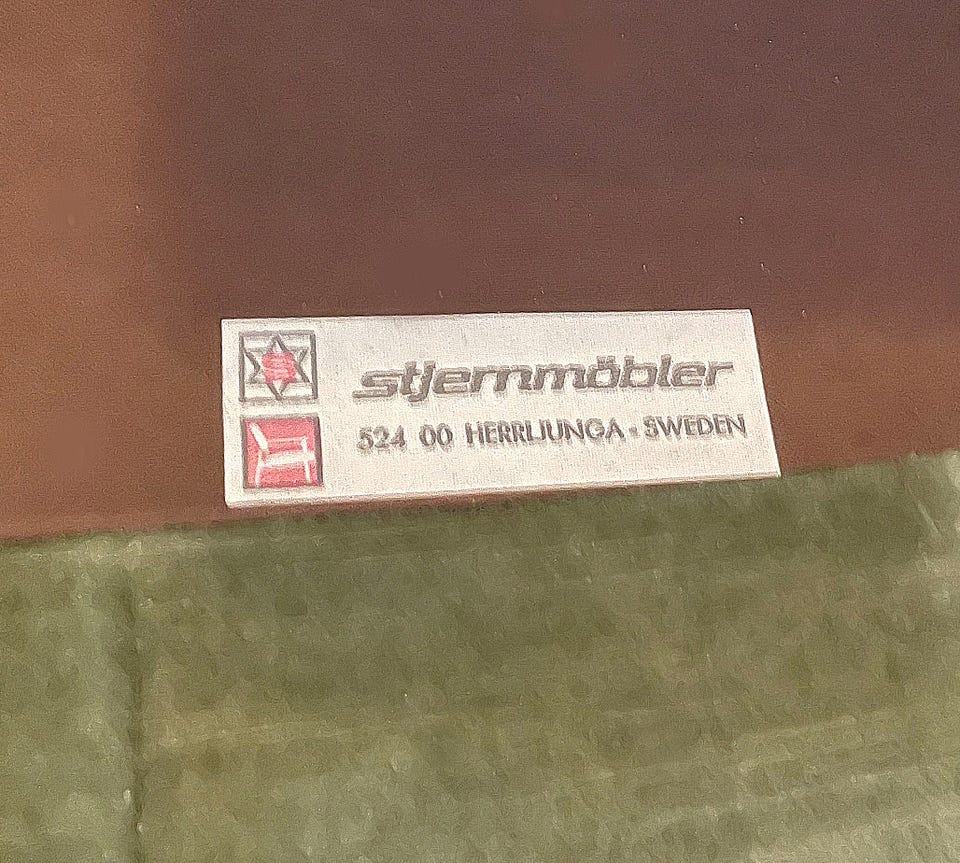 stjernmöbler
524 00 HERRLJUNGA - SWEDEN